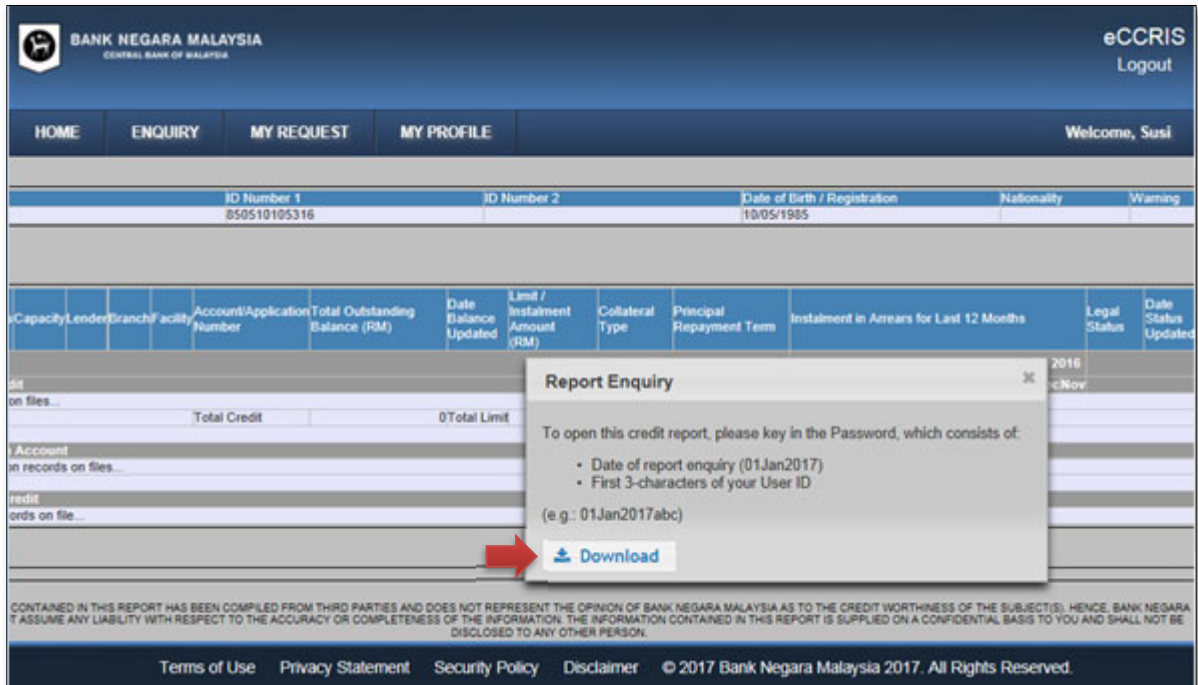 BANK NEGARA MALAYSIA
CENTRAL BANK OF MALAYSIA
eCCRIS
Logout
HOME ENQUIRY MY REQUEST MY PROFILE Welcome, Susi
ID Number 1 ID Number 2 Date of Birth / Registration Nationality Warning
850510105316 10/05/1985
Capacity Lender Branch Facility Account/Application Number Total Outstanding Balance (RM) Date Balance Updated Limit / Instalment Amount (RM) Collateral Type Principal Repayment Term Instalment in Arrears for Last 12 Months Legal Status Date Status Updated
2016
Nov
on files...
Total Credit 0 Total Limit
Account
records on files...
on file...
Report Enquiry
To open this credit report, please key in the Password, which consists of:
• Date of report enquiry (01Jan2017)
• First 3-characters of your User ID
(e.g.: 01Jan2017abc)
Download
CONTAINED IN THIS REPORT HAS BEEN COMPILED FROM THIRD PARTIES AND DOES NOT REPRESENT THE OPINION OF BANK NEGARA MALAYSIA AS TO THE CREDIT WORTHINESS OF THE SUBJECT(S). HENCE, BANK NEGARA
T ASSUME ANY LIABILITY WITH RESPECT TO THE ACCURACY OR COMPLETENESS OF THE INFORMATION. THE INFORMATION CONTAINED IN THIS REPORT IS SUPPLIED ON A CONFIDENTIAL BASIS TO YOU AND SHALL NOT BE
DISCLOSED TO ANY OTHER PERSON.
Terms of Use Privacy Statement Security Policy Disclaimer © 2017 Bank Negara Malaysia 2017. All Rights Reserved.